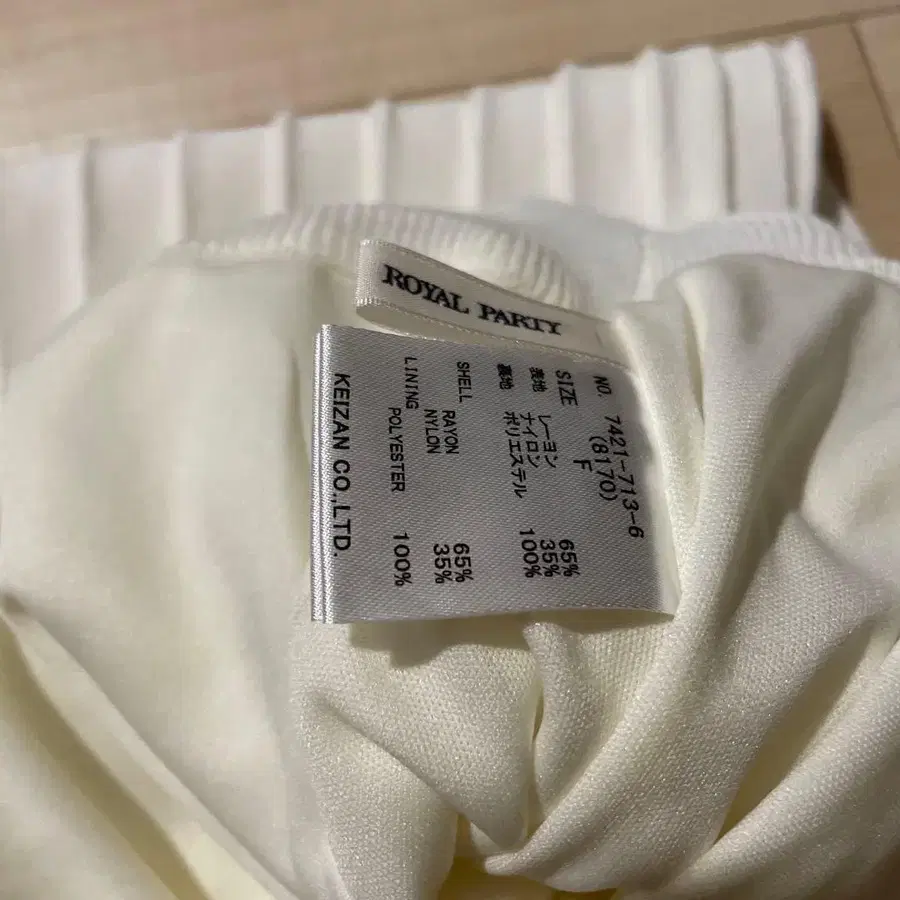 ROYAL PARTY
NO. 7421-713-6
(8170)
SIZE F
表地 レーヨン 65%
ナイロン 35%
裏地 ポリエステル 100%
SHELL RAYON 65%
NYLON 35%
LINING POLYESTER 100%
KEIZAN CO.,LTD.